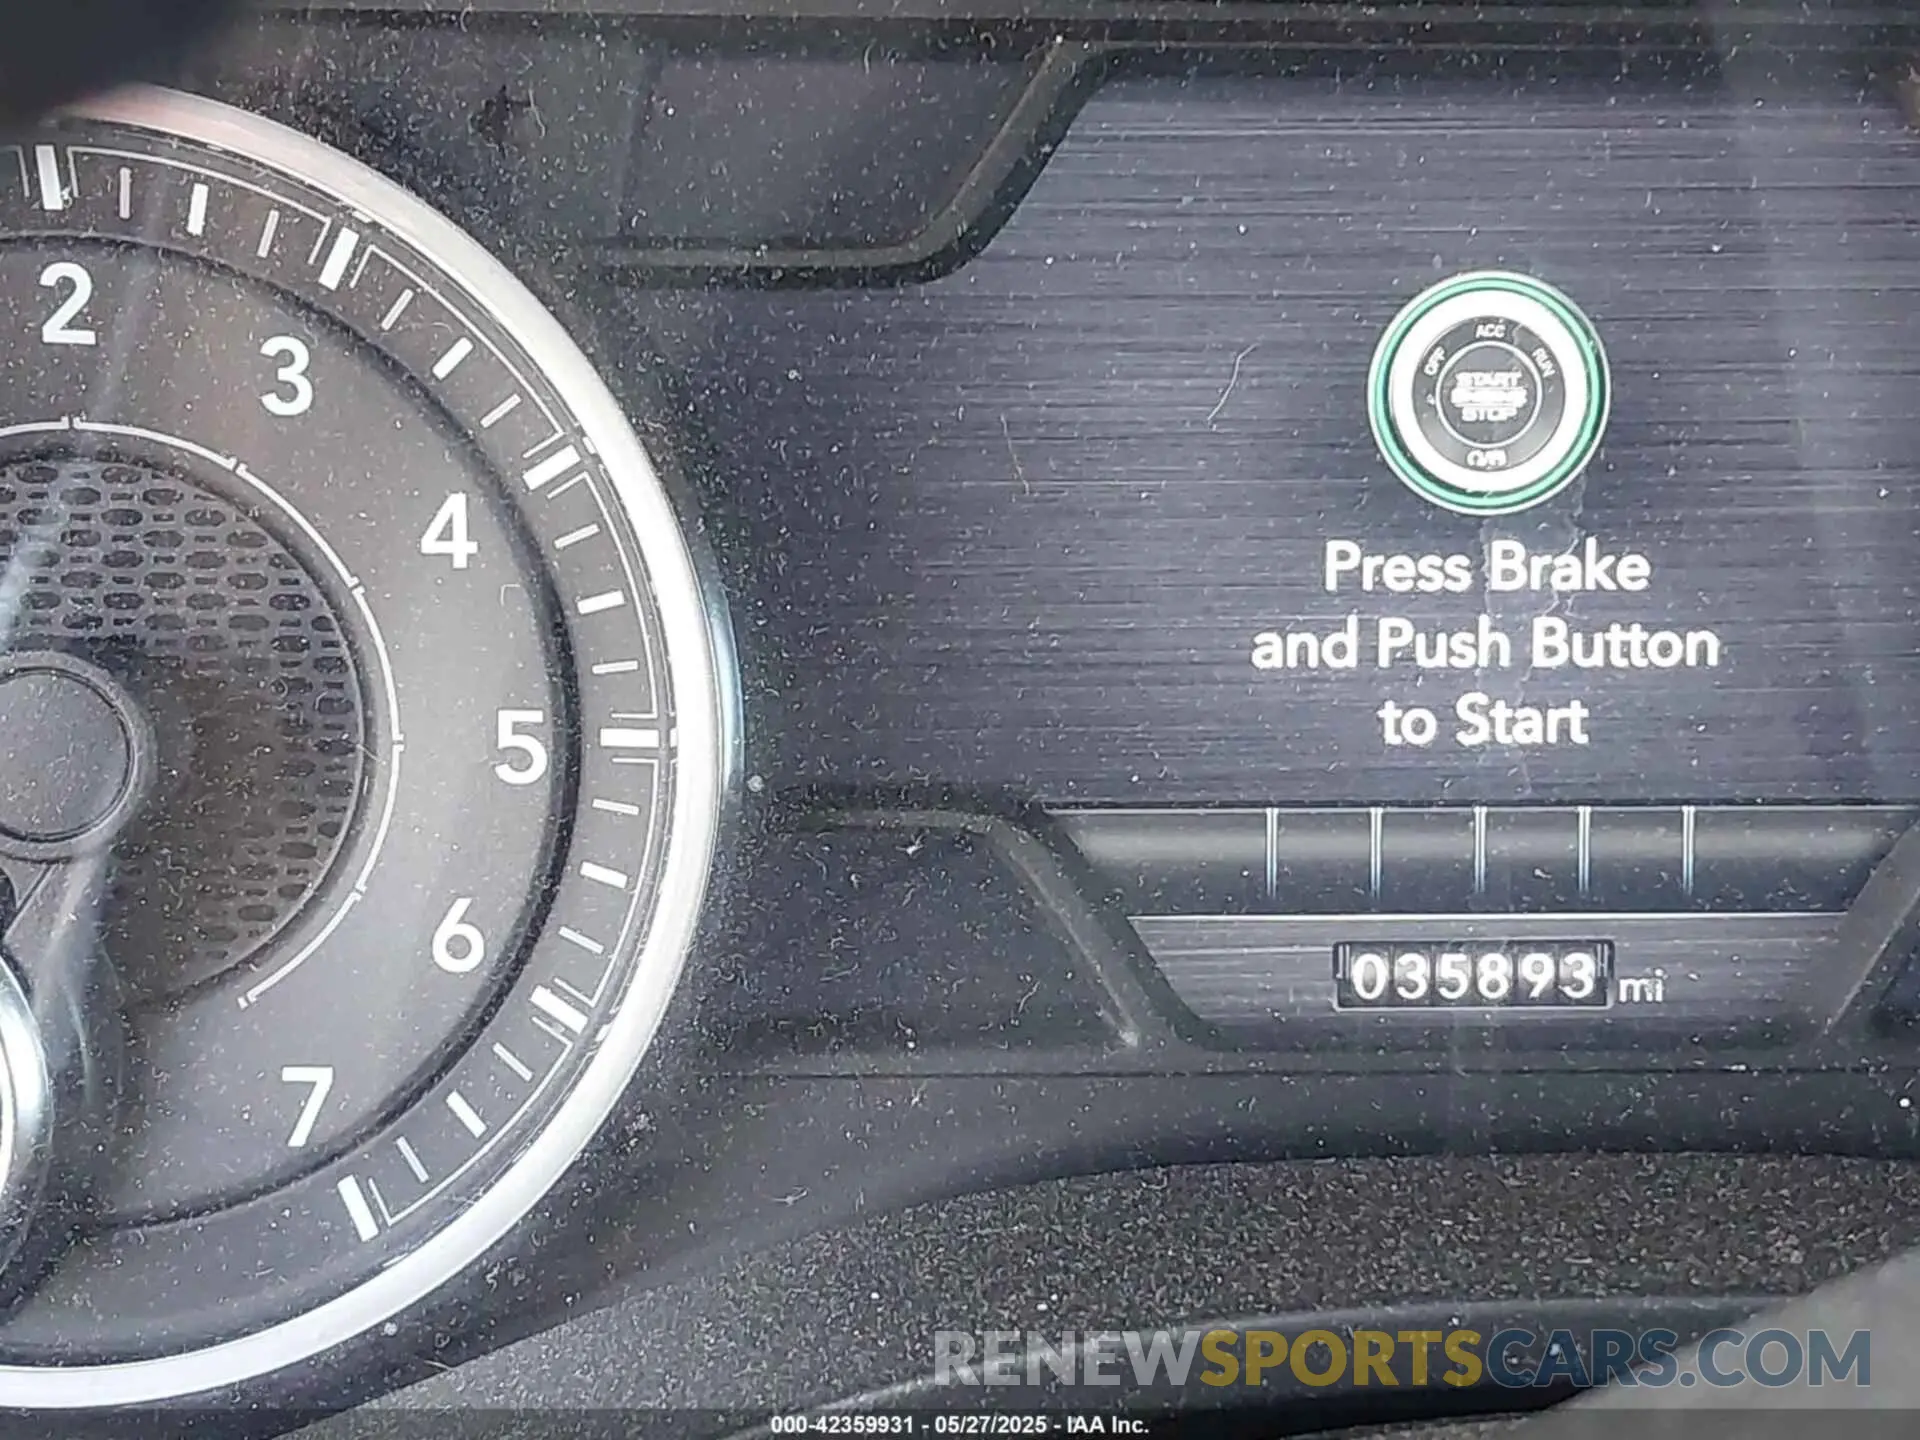 2
3
4
5
6
7
ACC
OFF
RUN
START
ENGINE
STOP
Press Brake
and Push Button
to Start
035893 mi
RENEWSPORTSCARS.COM
000-42359931 - 05/27/2025 - IAA Inc.